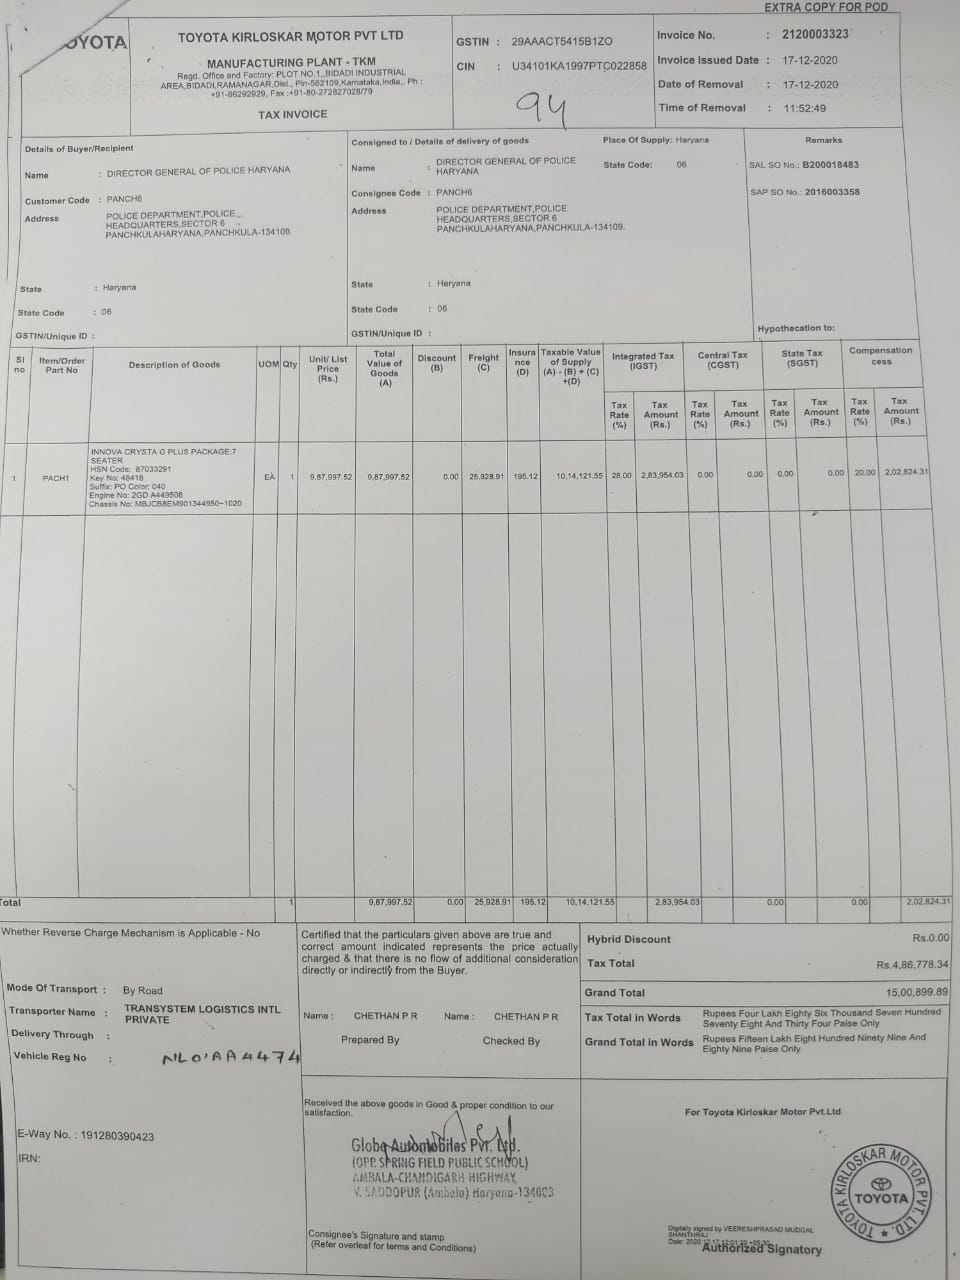 EXTRA COPY FOR POD
TOYOTA
TOYOTA KIRLOSKAR MOTOR PVT LTD
MANUFACTURING PLANT - TKM
Regd. Office and Factory: PLOT NO.1,,BIDADI INDUSTRIAL
AREA,BIDADI,RAMANAGAR,Dist., Pin-562109,Karnataka,India,. Ph :
+91-66292929, Fax :+91-80-272827028/79
TAX INVOICE
GSTIN : 29AAACT5415B1ZO
CIN : U34101KA1997PTC022858
94
Invoice No. : 2120003323
Invoice Issued Date : 17-12-2020
Date of Removal : 17-12-2020
Time of Removal : 11:52:49
Details of Buyer/Recipient
Name : DIRECTOR GENERAL OF POLICE HARYANA
Customer Code : PANCH6
Address POLICE DEPARTMENT,POLICE
HEADQUARTERS,SECTOR 6
PANCHKULAHARYANA,PANCHKULA-134109.
State : Haryana
State Code : 06
GSTIN/Unique ID :
Consigned to / Details of delivery of goods
Name : DIRECTOR GENERAL OF POLICE
HARYANA
Consignee Code : PANCH6
Address POLICE DEPARTMENT,POLICE
HEADQUARTERS,SECTOR 6
PANCHKULAHARYANA,PANCHKULA-134109.
State : Haryana
State Code : 06
GSTIN/Unique ID :
Place Of Supply: Haryana
State Code: 06
Remarks
SAL SO No.: B200018483
SAP SO No.: 2016003358
Hypothecation to:
Sl no Item/Order Part No Description of Goods UOM Qty Unit/ List Price (Rs.) Total Value of Goods (A) Discount (B) Freight (C) Insura nce (D) Taxable Value of Supply (A) - (B) + (C) +(D) Integrated Tax (IGST) Central Tax (CGST) State Tax (SGST) Compensation cess
Tax Rate (%) Tax Amount (Rs.) Tax Rate (%) Tax Amount (Rs.) Tax Rate (%) Tax Amount (Rs.) Tax Rate (%) Tax Amount (Rs.)
INNOVA CRYSTA G PLUS PACKAGE:7
SEATER
HSN Code: 87033291
Key No: 48418
1 PACH1 EA 1 9,87,997.52 9,87,997.52 0.00 25,928.91 195.12 10,14,121.55 28.00 2,83,954.03 0.00 0.00 0.00 0.00 20.00 2,02,824.31
Suffix: PO Color: 040
Engine No: 2GD A449508
Chassis No: MBJCB8EM901344950-1020
Total 1 9,87,997.52 0.00 25,928.91 195.12 10,14,121.55 2,83,954.03 0.00 0.00 2,02,824.31
Whether Reverse Charge Mechanism is Applicable - No
Mode Of Transport : By Road
Transporter Name : TRANSYSTEM LOGISTICS INTL
PRIVATE
Delivery Through :
Vehicle Reg No : NL01AA4474
E-Way No. : 191280390423
IRN:
Certified that the particulars given above are true and
correct amount indicated represents the price actually
charged & that there is no flow of additional consideration
directly or indirectly from the Buyer.
Name : CHETHAN P R Name : CHETHAN P R
Prepared By Checked By
Hybrid Discount Rs.0.00
Tax Total Rs.4,86,778.34
Grand Total 15,00,899.89
Tax Total in Words Rupees Four Lakh Eighty Six Thousand Seven Hundred
Seventy Eight And Thirty Four Paise Only
Grand Total in Words Rupees Fifteen Lakh Eight Hundred Ninety Nine And
Eighty Nine Paise Only
Received the above goods in Good & proper condition to our
satisfaction.
Globe Automobiles Pvt. Ltd.
(OPP. SPRING FIELD PUBLIC SCHOOL)
AMBALA-CHANDIGARH HIGHWAY,
V. SADDOPUR (Ambala) Haryana-134003
Consignee's Signature and stamp
(Refer overleaf for terms and Conditions)
For Toyota Kirloskar Motor Pvt.Ltd
TOYOTA KIRLOSKAR MOTOR PVT. LTD.
TOYOTA
Digitally signed by VEERESHPRASAD MUDGAL
SHANTHRAJ
Date: 2020.12.17 12:01:20 +05:30
Authorized Signatory